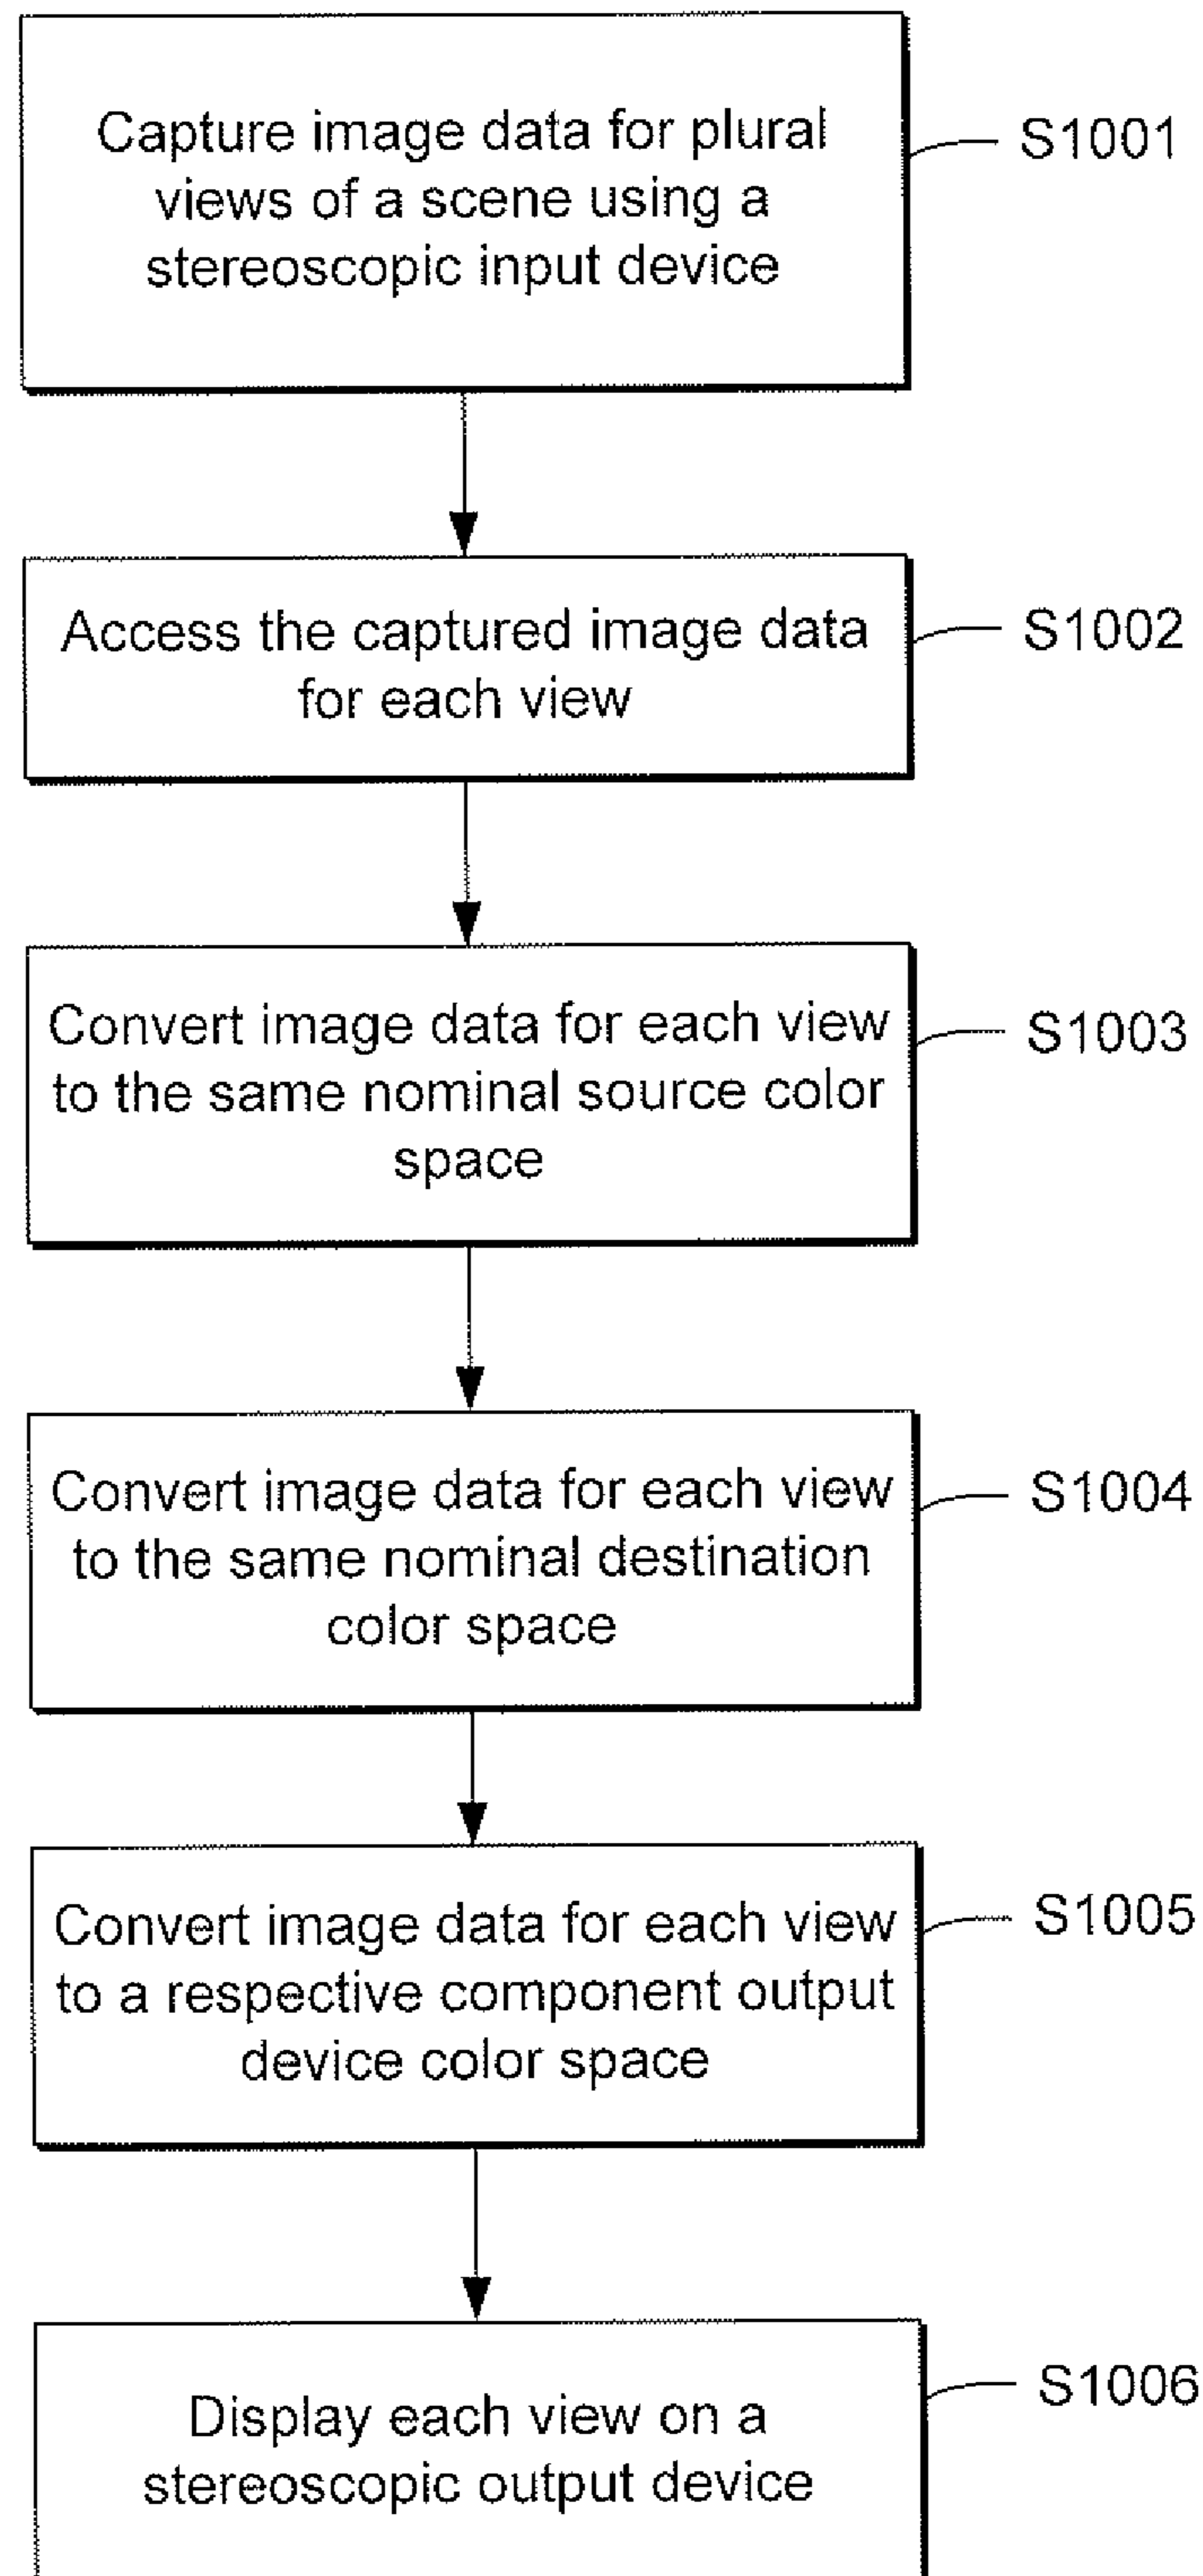 Capture image data for plural
views of a scene using a
stereoscopic input device
S1001
Access the captured image data
for each view
S1002
Convert image data for each view
to the same nominal source color
space
S1003
Convert image data for each view
to the same nominal destination
color space
S1004
Convert image data for each view
to a respective component output
device color space
S1005
Display each view on a
stereoscopic output device
S1006